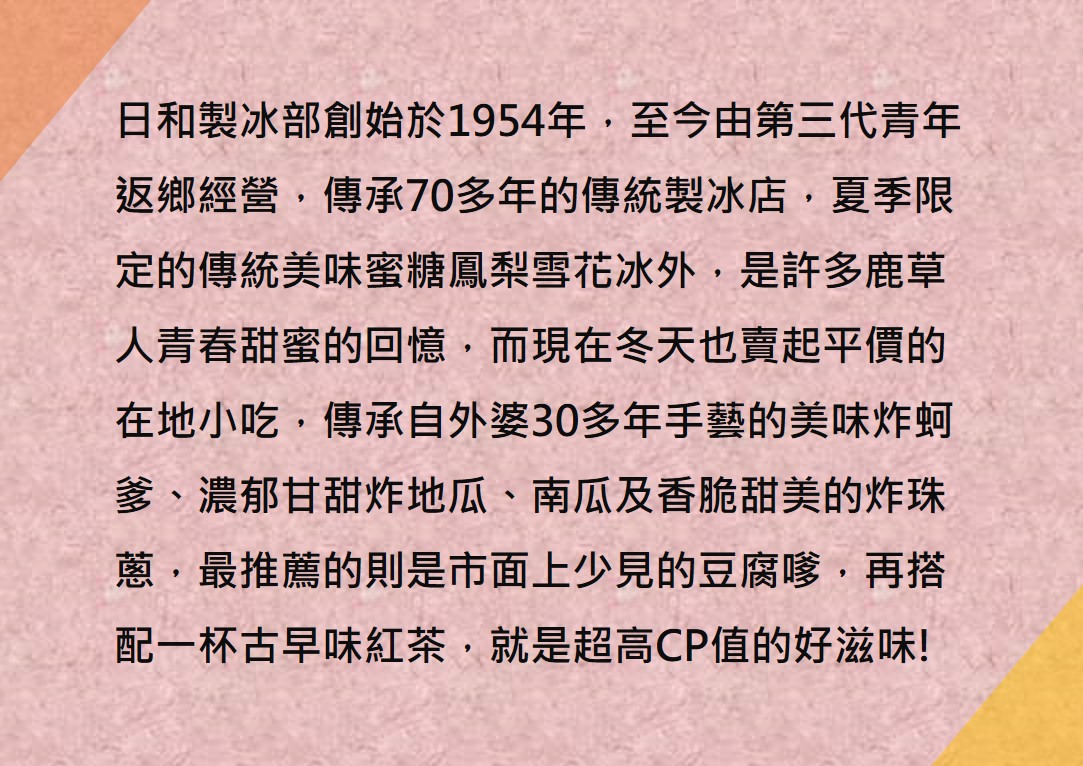 日和製冰部創始於1954年，至今由第三代青年
返鄉經營，傳承70多年的傳統製冰店，夏季限
定的傳統美味蜜糖鳳梨雪花冰外，是許多鹿草
人青春甜蜜的回憶，而現在冬天也賣起平價的
在地小吃，傳承自外婆30多年手藝的美味炸蚵
爹、濃郁甘甜炸地瓜、南瓜及香脆甜美的炸珠
蔥，最推薦的則是市面上少見的豆腐嗲，再搭
配一杯古早味紅茶，就是超高CP值的好滋味!